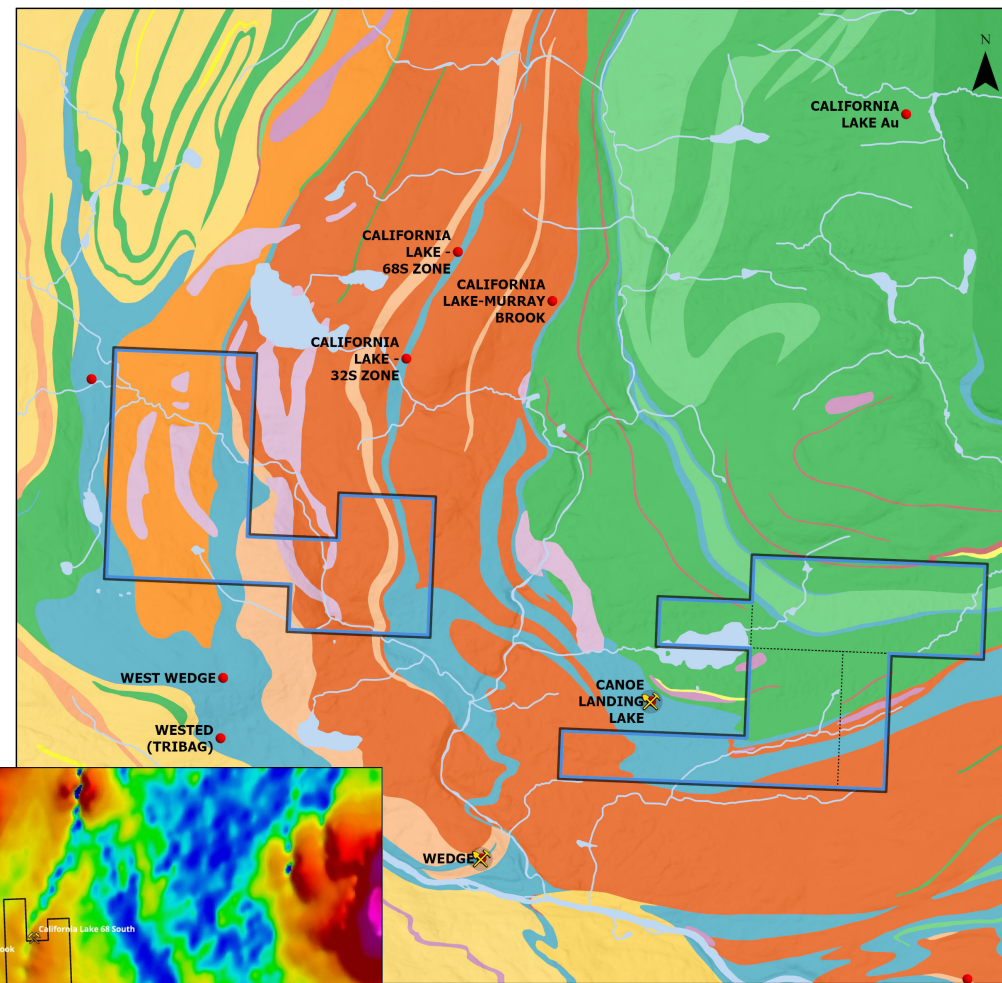 N
CALIFORNIA
LAKE Au
CALIFORNIA
LAKE -
68S ZONE
CALIFORNIA
LAKE-MURRAY
BROOK
CALIFORNIA
LAKE -
32S ZONE
WEST WEDGE
CANOE
LANDING
LAKE
WESTED
(TRIBAG)
WEDGE
California Lake 68 South
ook